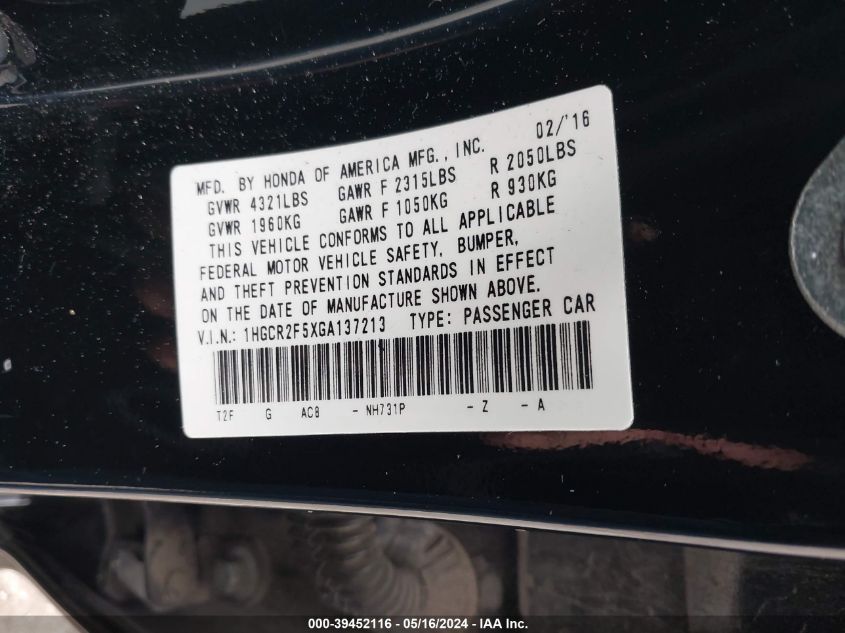 02/'16
MFD. BY HONDA OF AMERICA MFG., INC.
GVWR 4321LBS GAWR F 2315LBS R 2050LBS
GVWR 1960KG GAWR F 1050KG R 930KG
THIS VEHICLE CONFORMS TO ALL APPLICABLE
FEDERAL MOTOR VEHICLE SAFETY, BUMPER,
AND THEFT PREVENTION STANDARDS IN EFFECT
ON THE DATE OF MANUFACTURE SHOWN ABOVE.
V.I.N.: 1HGCR2F5XGA137213 TYPE: PASSENGER CAR
T2F G AC8 - NH731P - Z - A
000-39452116 - 05/16/2024 - IAA Inc.